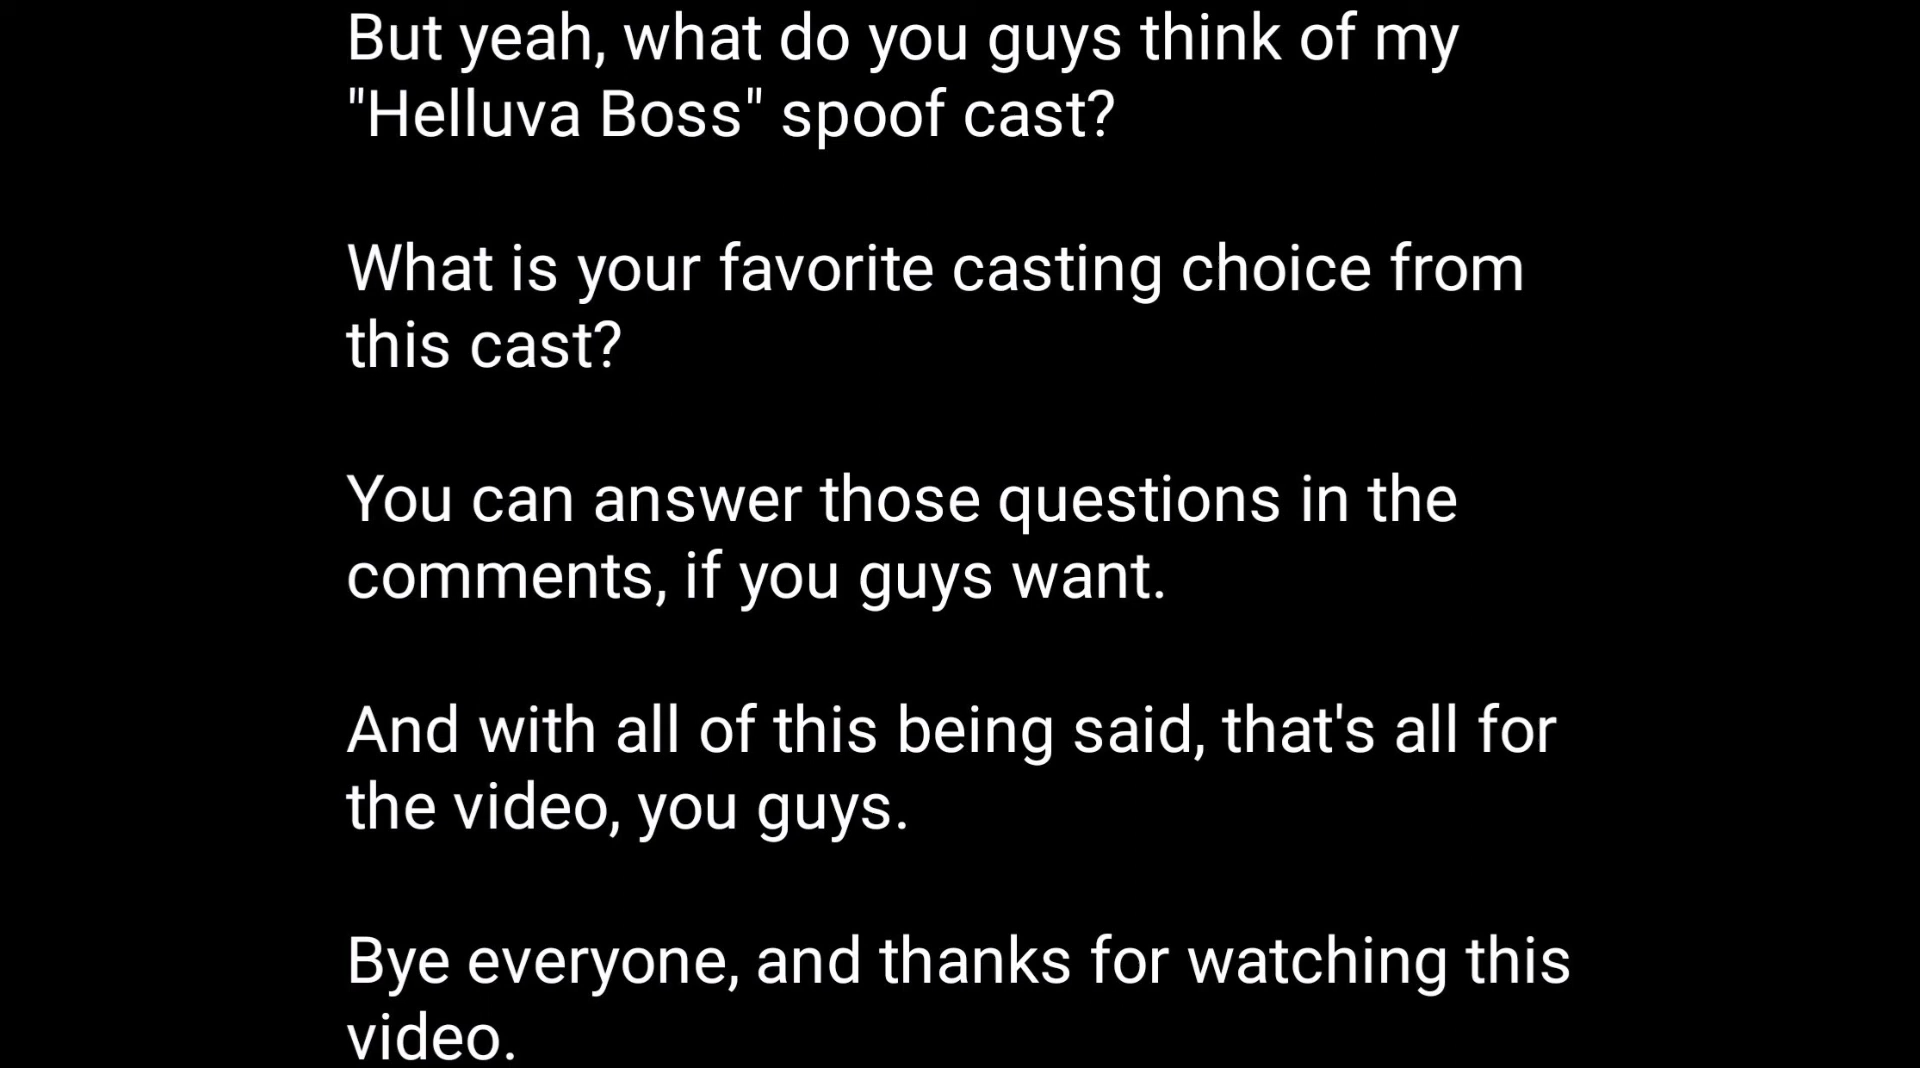 But yeah, what do you guys think of my
"Helluva Boss" spoof cast?
What is your favorite casting choice from
this cast?
You can answer those questions in the
comments, if you guys want.
And with all of this being said, that's all for
the video, you guys.
Bye everyone, and thanks for watching this
video.